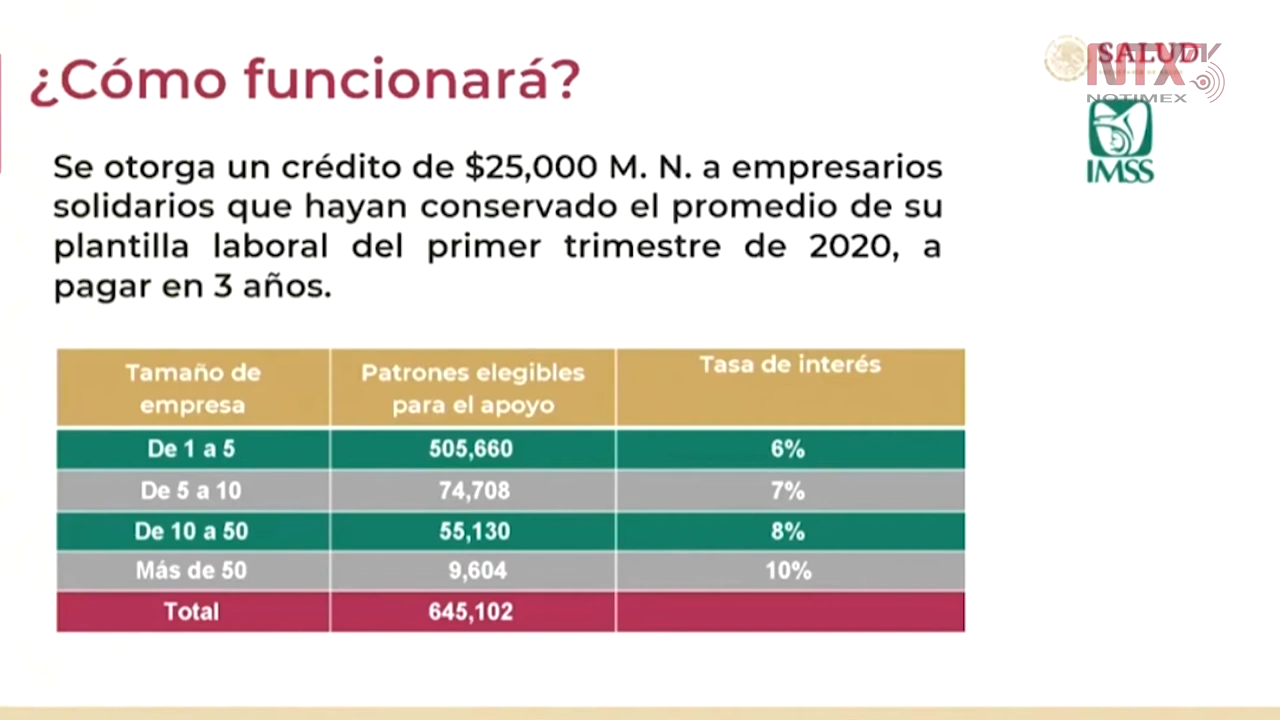 ¿Cómo funcionará?
SALUD
NTX
NOTIMEX
IMSS
Se otorga un crédito de $25,000 M. N. a empresarios
solidarios que hayan conservado el promedio de su
plantilla laboral del primer trimestre de 2020, a
pagar en 3 años.
Tamaño de empresa Patrones elegibles para el apoyo Tasa de interés
De 1 a 5 505,660 6%
De 5 a 10 74,708 7%
De 10 a 50 55,130 8%
Más de 50 9,604 10%
Total 645,102